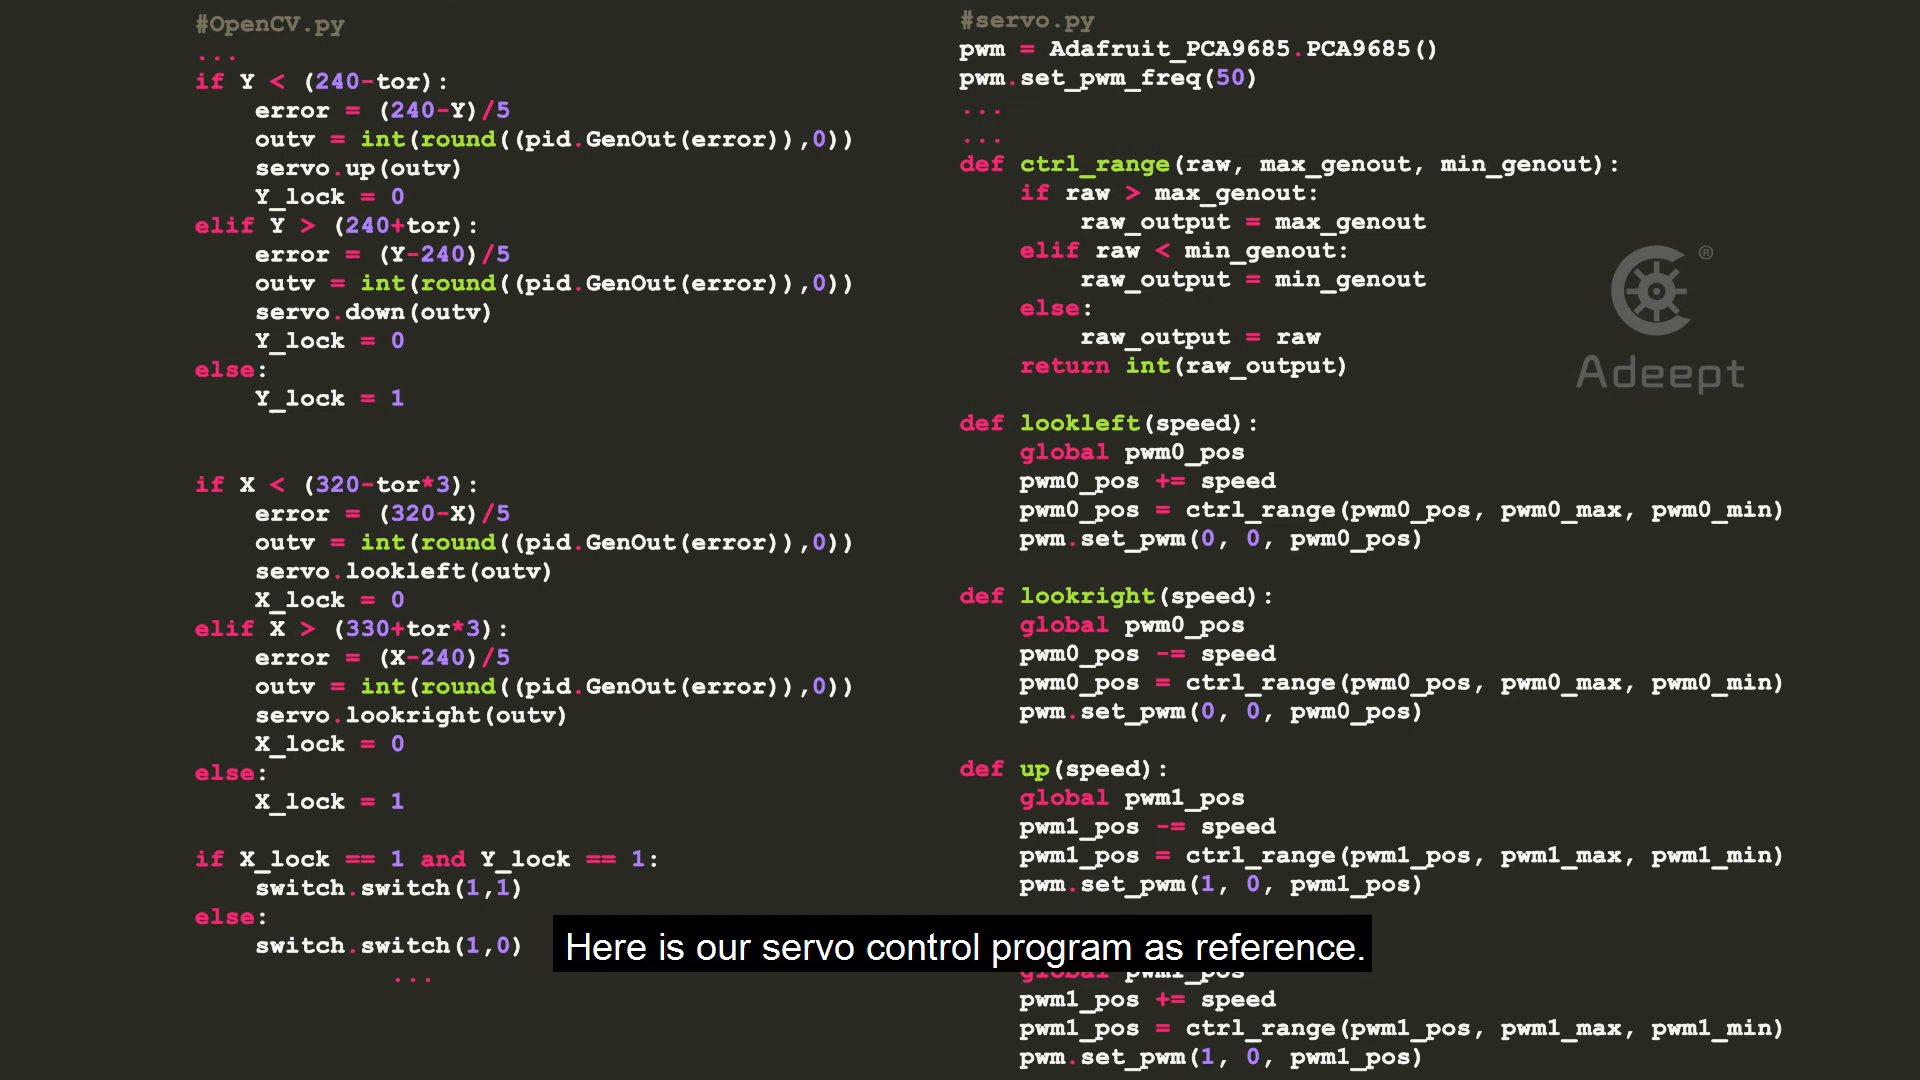 #OpenCV.py
...
if Y < (240-tor):
    error = (240-Y)/5
    outv = int(round((pid.GenOut(error)),0))
    servo.up(outv)
    Y_lock = 0
elif Y > (240+tor):
    error = (Y-240)/5
    outv = int(round((pid.GenOut(error)),0))
    servo.down(outv)
    Y_lock = 0
else:
    Y_lock = 1
if X < (320-tor*3):
    error = (320-X)/5
    outv = int(round((pid.GenOut(error)),0))
    servo.lookleft(outv)
    X_lock = 0
elif X > (330+tor*3):
    error = (X-240)/5
    outv = int(round((pid.GenOut(error)),0))
    servo.lookright(outv)
    X_lock = 0
else:
    X_lock = 1
if X_lock == 1 and Y_lock == 1:
    switch.switch(1,1)
else:
    switch.switch(1,0)
...
#servo.py
pwm = Adafruit_PCA9685.PCA9685()
pwm.set_pwm_freq(50)
...
...
def ctrl_range(raw, max_genout, min_genout):
    if raw > max_genout:
        raw_output = max_genout
    elif raw < min_genout:
        raw_output = min_genout
    else:
        raw_output = raw
    return int(raw_output)
def lookleft(speed):
    global pwm0_pos
    pwm0_pos += speed
    pwm0_pos = ctrl_range(pwm0_pos, pwm0_max, pwm0_min)
    pwm.set_pwm(0, 0, pwm0_pos)
def lookright(speed):
    global pwm0_pos
    pwm0_pos -= speed
    pwm0_pos = ctrl_range(pwm0_pos, pwm0_max, pwm0_min)
    pwm.set_pwm(0, 0, pwm0_pos)
def up(speed):
    global pwm1_pos
    pwm1_pos -= speed
    pwm1_pos = ctrl_range(pwm1_pos, pwm1_max, pwm1_min)
    pwm.set_pwm(1, 0, pwm1_pos)
    global pwm1_pos
    pwm1_pos += speed
    pwm1_pos = ctrl_range(pwm1_pos, pwm1_max, pwm1_min)
    pwm.set_pwm(1, 0, pwm1_pos)
®
Adeept
Here is our servo control program as reference.